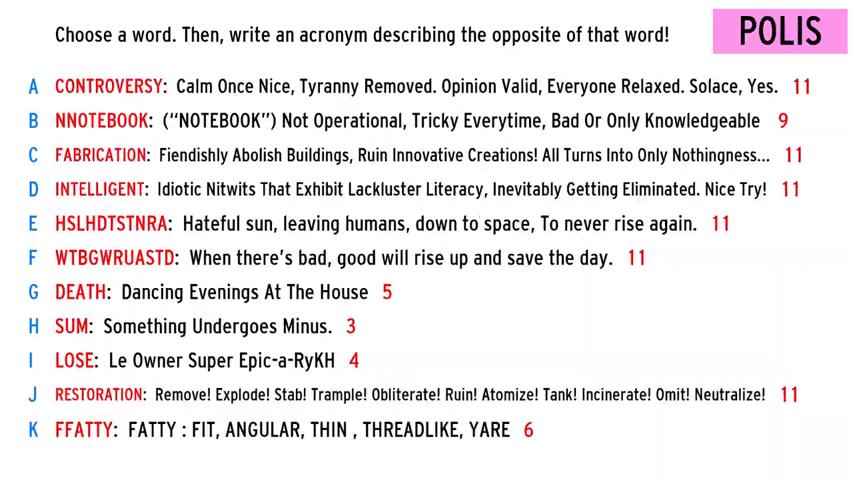 Choose a word. Then, write an acronym describing the opposite of that word!
POLIS
A CONTROVERSY: Calm Once Nice, Tyranny Removed. Opinion Valid, Everyone Relaxed. Solace, Yes. 11
B NNOTEBOOK: ("NOTEBOOK") Not Operational, Tricky Everytime, Bad Or Only Knowledgeable 9
C FABRICATION: Fiendishly Abolish Buildings, Ruin Innovative Creations! All Turns Into Only Nothingness... 11
D INTELLIGENT: Idiotic Nitwits That Exhibit Lackluster Literacy, Inevitably Getting Eliminated. Nice Try! 11
E HSLHDTSTNRA: Hateful sun, leaving humans, down to space, To never rise again. 11
F WTBGWRUASTD: When there's bad, good will rise up and save the day. 11
G DEATH: Dancing Evenings At The House 5
H SUM: Something Undergoes Minus. 3
I LOSE: Le Owner Super Epic-a-RyKH 4
J RESTORATION: Remove! Explode! Stab! Trample! Obliterate! Ruin! Atomize! Tank! Incinerate! Omit! Neutralize! 11
K FFATTY: FATTY : FIT, ANGULAR, THIN , THREADLIKE, YARE 6